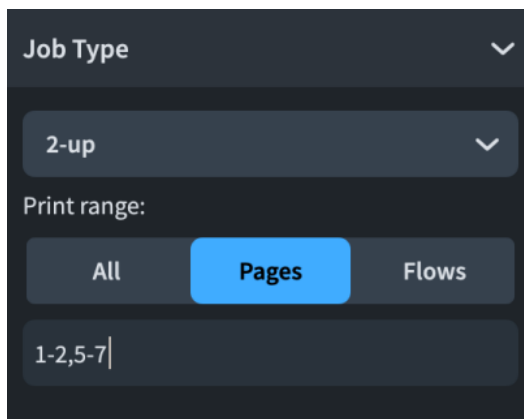 Job Type
2-up
Print range:
All Pages Flows
1-2,5-7